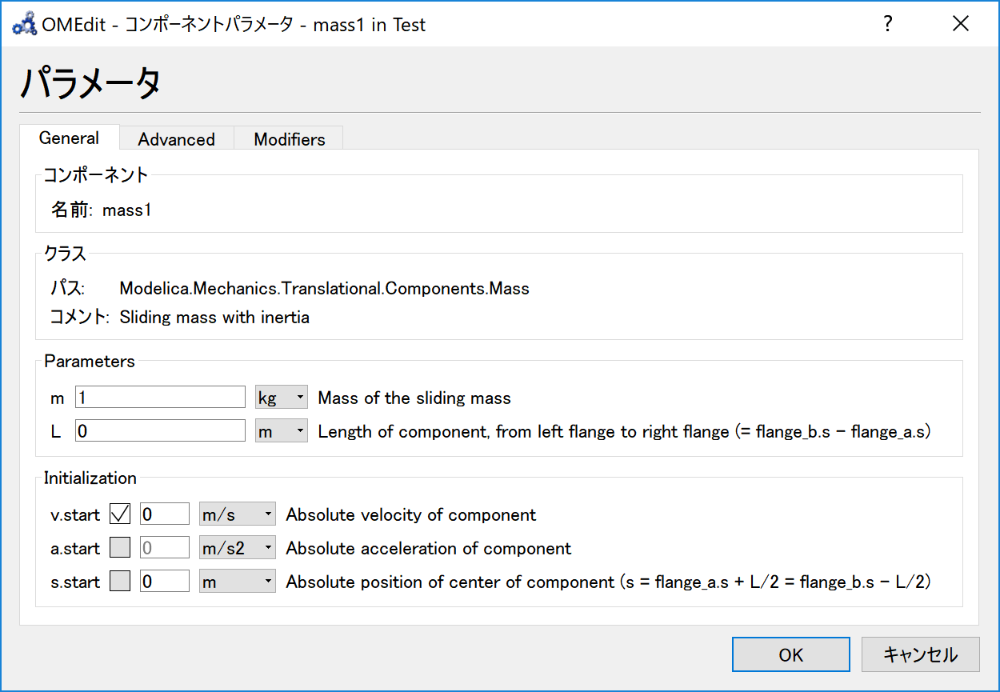 OMEdit - コンポーネントパラメータ - mass1 in Test ?
パラメータ
General Advanced Modifiers
コンポーネント
名前: mass1
クラス
パス: Modelica.Mechanics.Translational.Components.Mass
コメント: Sliding mass with inertia
Parameters
m 1 kg Mass of the sliding mass
L 0 m Length of component, from left flange to right flange (= flange_b.s - flange_a.s)
Initialization
v.start 0 m/s Absolute velocity of component
a.start 0 m/s2 Absolute acceleration of component
s.start 0 m Absolute position of center of component (s = flange_a.s + L/2 = flange_b.s - L/2)
OK キャンセル